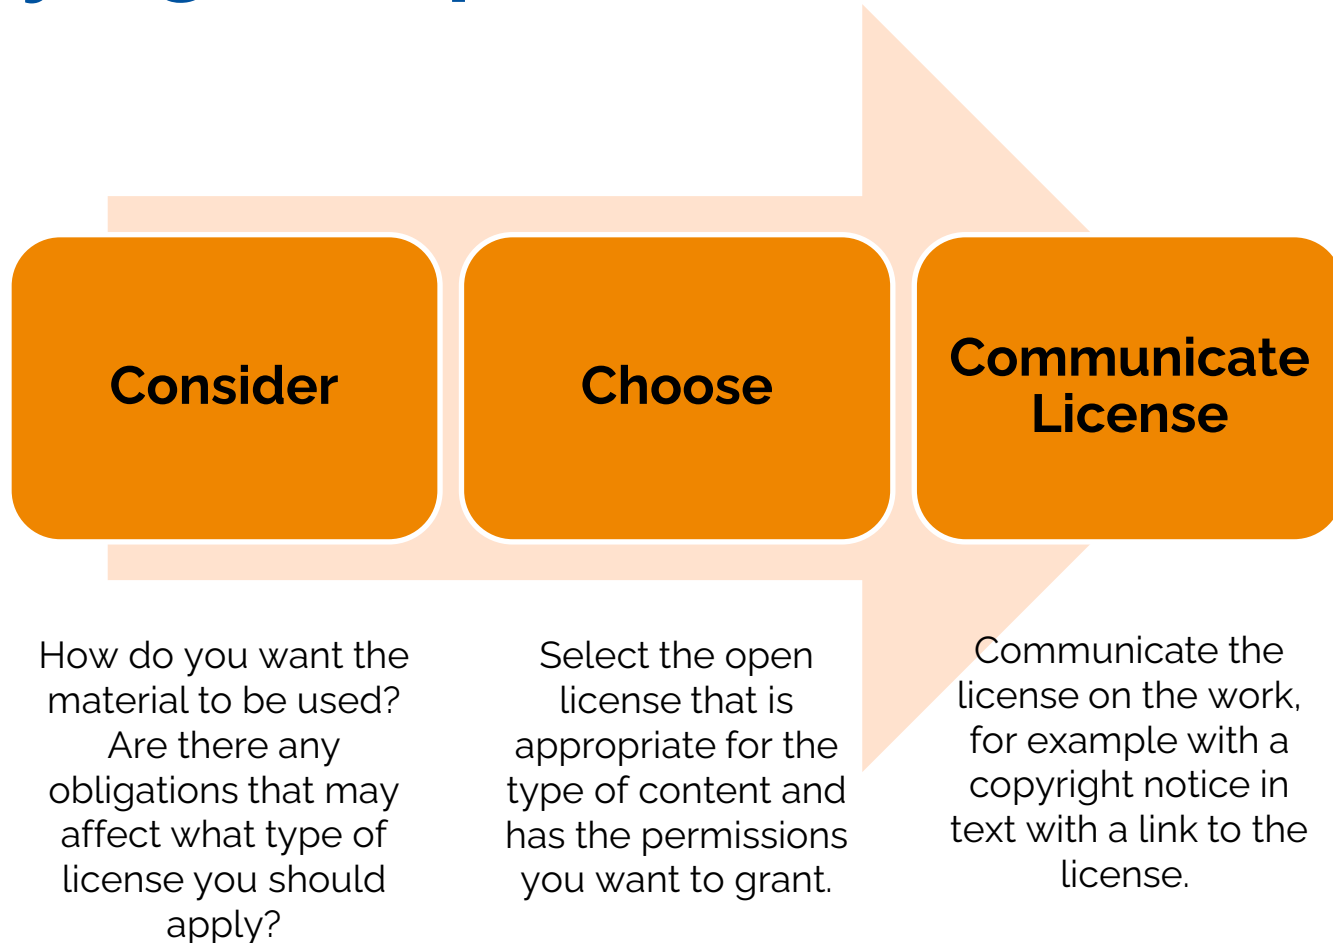 Consider
Choose
Communicate
License
How do you want the
material to be used?
Are there any
obligations that may
affect what type of
license you should
apply?
Select the open
license that is
appropriate for the
type of content and
has the permissions
you want to grant.
Communicate the
license on the work,
for example with a
copyright notice in
text with a link to the
license.